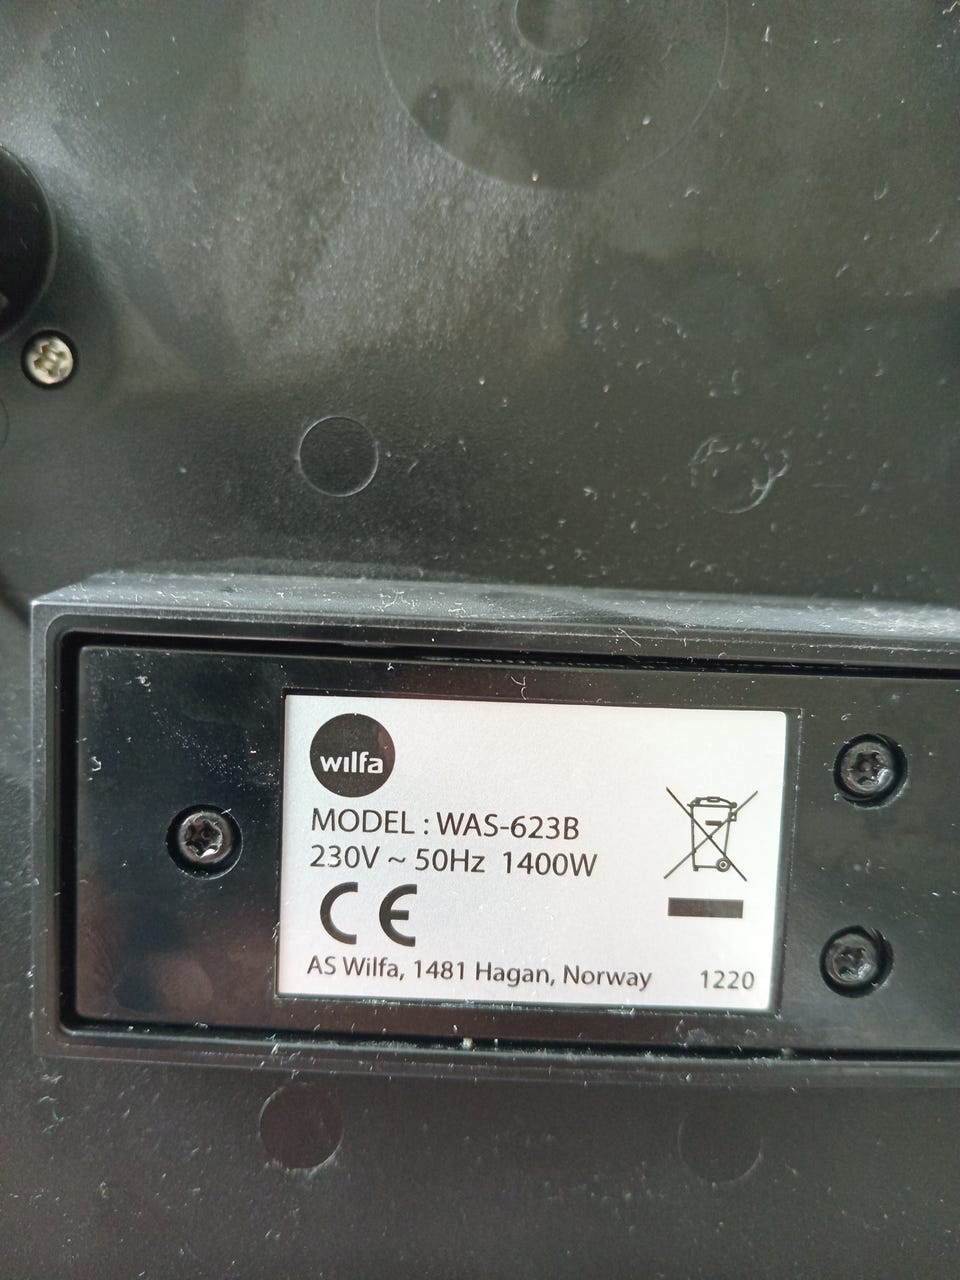 wilfa
MODEL : WAS-623B
230V ~ 50Hz 1400W
CE
AS Wilfa, 1481 Hagan, Norway 1220